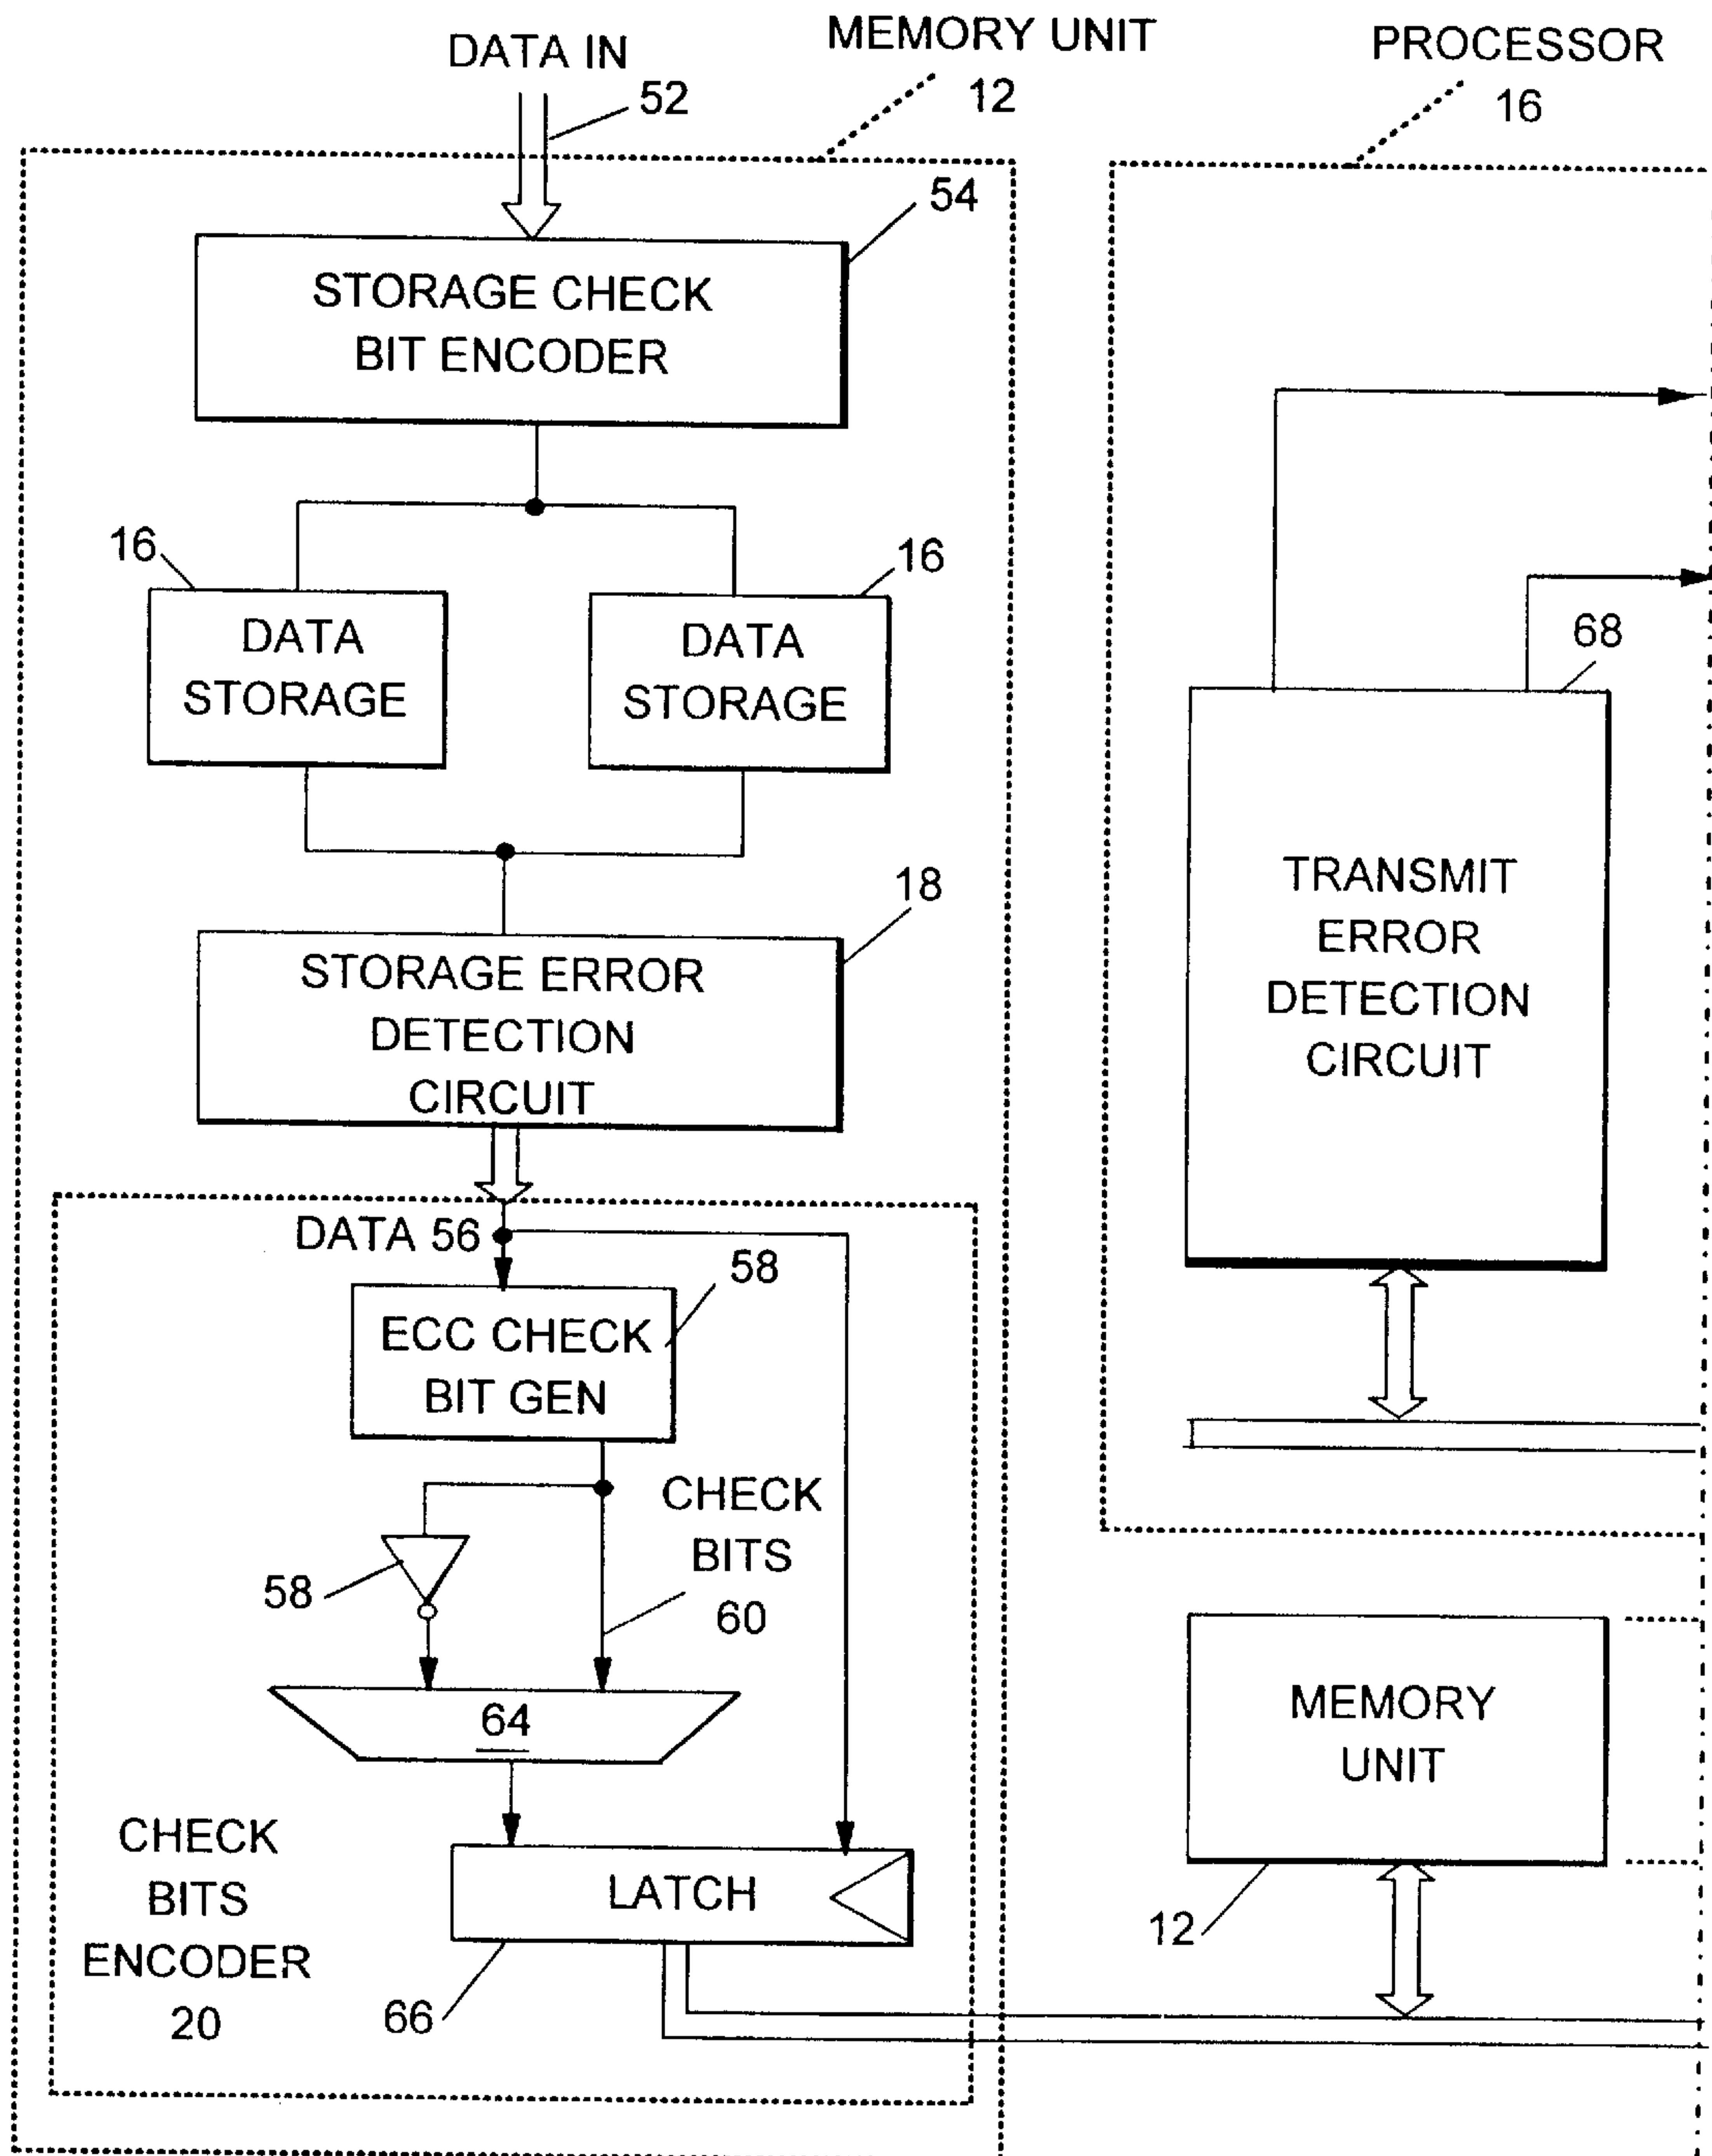 DATA IN
52
MEMORY UNIT
12
PROCESSOR
16
54
STORAGE CHECK
BIT ENCODER
16
DATA
STORAGE
16
DATA
STORAGE
68
TRANSMIT
ERROR
DETECTION
CIRCUIT
18
STORAGE ERROR
DETECTION
CIRCUIT
DATA 56
58
ECC CHECK
BIT GEN
CHECK
BITS
60
58
64
MEMORY
UNIT
12
LATCH
66
CHECK
BITS
ENCODER
20